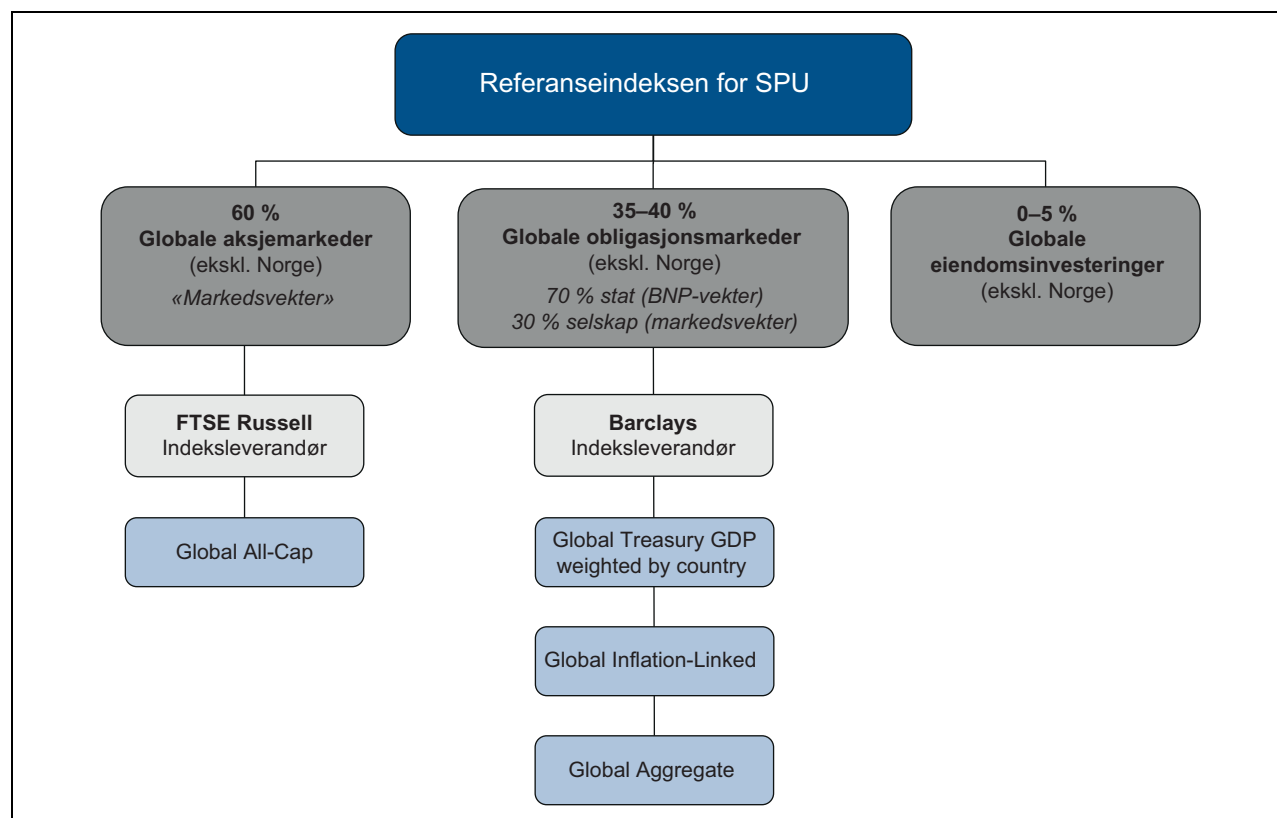 Referanseindeksen for SPU
60 %
Globale aksjemarkeder
(ekskl. Norge)
«Markedsvekter»
35–40 %
Globale obligasjonsmarkeder
(ekskl. Norge)
70 % stat (BNP-vekter)
30 % selskap (markedsvekter)
0–5 %
Globale
eiendomsinvesteringer
(ekskl. Norge)
FTSE Russell
Indeksleverandør
Barclays
Indeksleverandør
Global All-Cap
Global Treasury GDP
weighted by country
Global Inflation-Linked
Global Aggregate